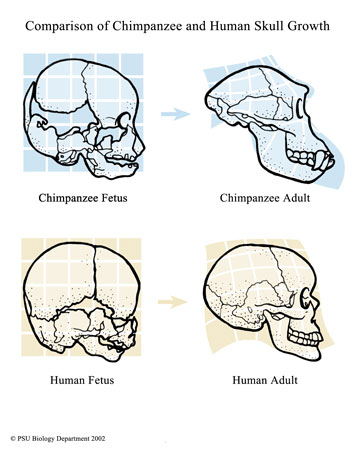 Comparison of Chimpanzee and Human Skull Growth
Chimpanzee Fetus
Chimpanzee Adult
Human Fetus
Human Adult
© PSU Biology Department 2002